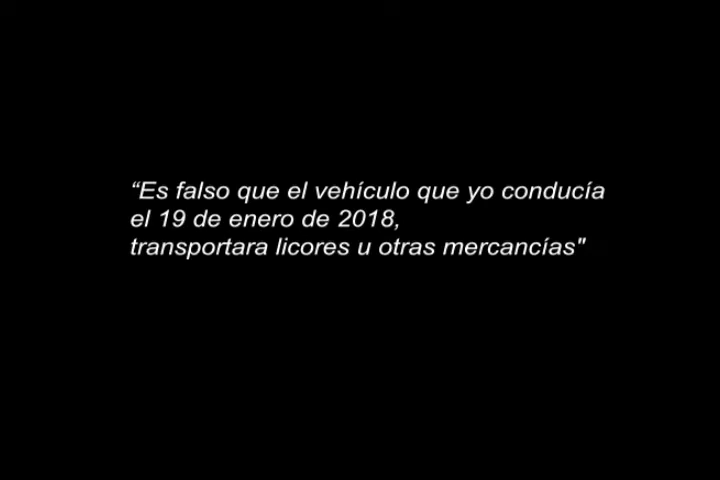 “Es falso que el vehículo que yo conducía
el 19 de enero de 2018,
transportara licores u otras mercancías"